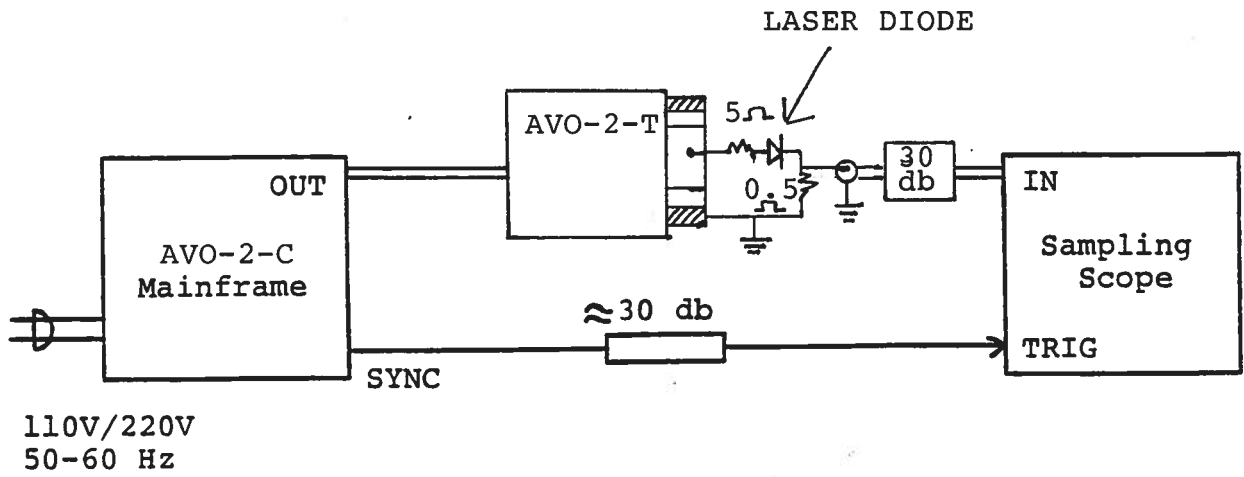 LASER DIODE
AVO-2-T
5Ω
0.5
Ω
30
db
OUT
AVO-2-C
Mainframe
IN
Sampling
Scope
≈30 db
TRIG
SYNC
110V/220V
50-60 Hz